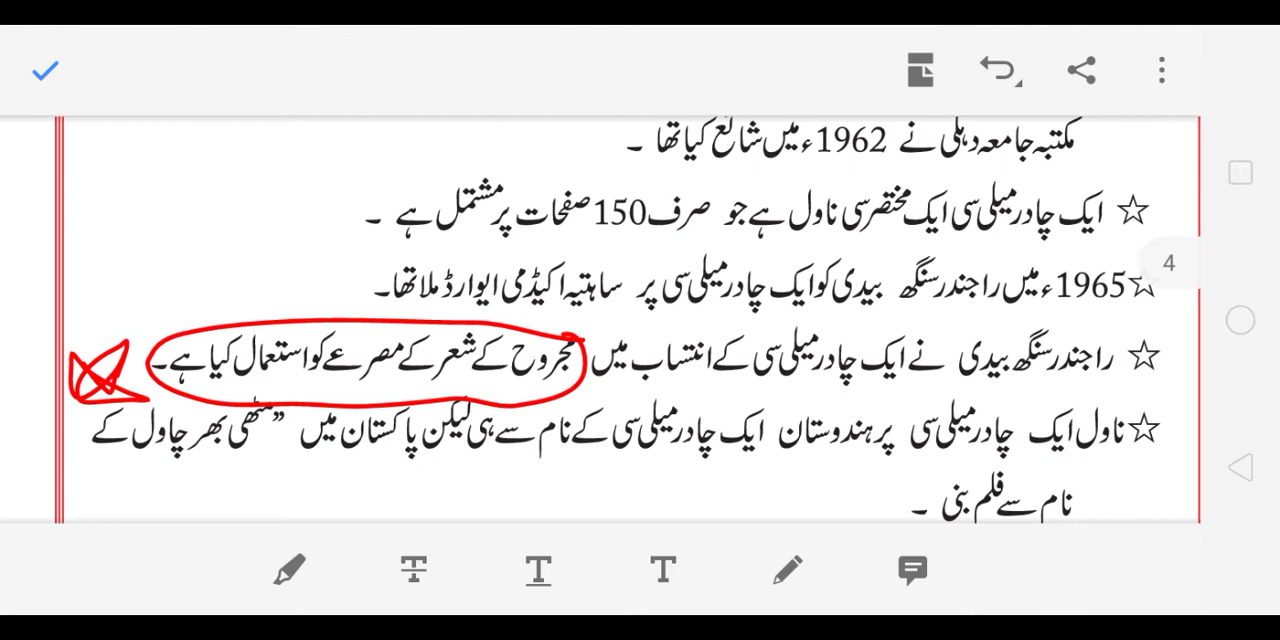 مکتبہ جامعہ دہلی نے 1962ء میں شائع کیا تھا ۔
☆ ایک چادر میلی سی ایک مختصر سی ناول ہے جو صرف 150 صفحات پر مشتمل ہے ۔
4
☆ 1965ء میں راجندر سنگھ بیدی کو ایک چادر میلی سی پر ساہتیہ اکیڈمی ایوارڈ ملا تھا۔
☆ راجندر سنگھ بیدی نے ایک چادر میلی سی کے انتساب میں مجروح کے شعر کے مصرعے کو استعمال کیا ہے۔
☆ ناول ایک چادر میلی سی پر ہندوستان ایک چادر میلی سی کے نام سے ہی لیکن پاکستان میں ”مٹھی بھر چاول کے
نام سے فلم بنی ۔
T T T